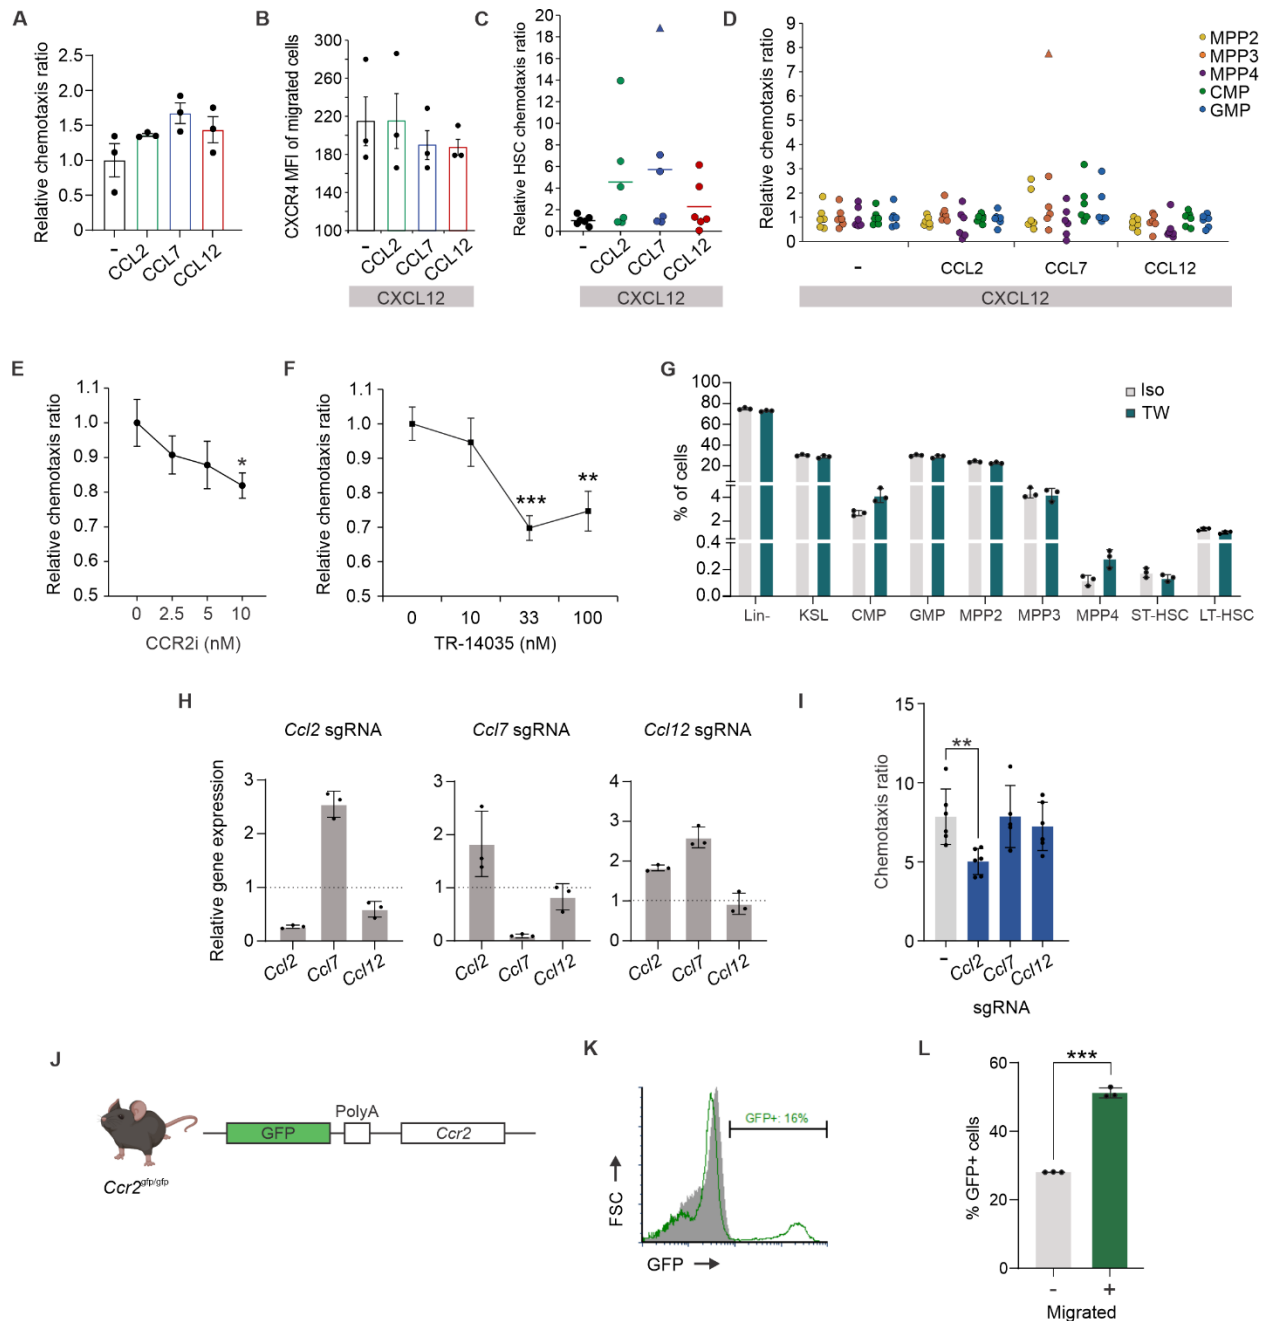 A
Relative chemotaxis ratio
2.5
2.0
1.5
1.0
0.5
0
-
CCL2
CCL7
CCL12
B
CXCR4 MFI of migrated cells
300
260
220
180
140
100
-
CCL2
CCL7
CCL12
CXCL12
C
Relative HSC chemotaxis ratio
20
18
16
14
12
10
8
6
4
2
0
-
CCL2
CCL7
CCL12
CXCL12
D
Relative chemotaxis ratio
9
8
7
6
5
4
3
2
1
0
MPP2
MPP3
MPP4
CMP
GMP
- CCL2 CCL7 CCL12
CXCL12
E
Relative chemotaxis ratio
1.1
1.0
0.9
0.8
0.7
0.6
0.5
*
0 2.5 5 10
CCR2i (nM)
F
Relative chemotaxis ratio
1.1
1.0
0.9
0.8
0.7
0.6
0.5
***
**
0 10 33 100
TR-14035 (nM)
G
% of cells
100
80
60
40
20
4
2
0.4
0.2
0.0
Iso
TW
Lin- KSL CMP GMP MPP2 MPP3 MPP4 ST-HSC LT-HSC
H
Relative gene expression
Ccl2 sgRNA
3
2
1
0
Ccl2
Ccl7
Ccl12
Ccl7 sgRNA
3
2
1
0
Ccl2
Ccl7
Ccl12
Ccl12 sgRNA
4
3
2
1
0
Ccl2
Ccl7
Ccl12
I
Chemotaxis ratio
15
10
5
0
**
-
Ccl2
Ccl7
Ccl12
sgRNA
J
PolyA
GFP
Ccr2
Ccr2gfp/gfp
K
GFP+: 16%
FSC
GFP
L
% GFP+ cells
60
40
20
0
***
- +
Migrated